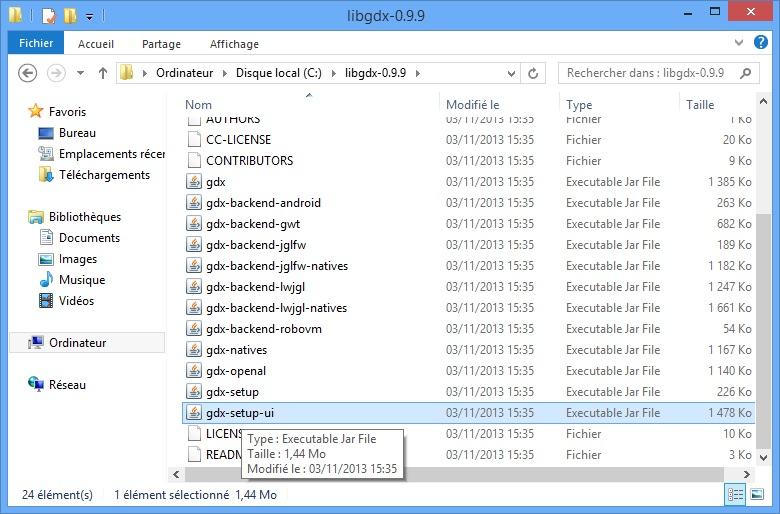 libgdx-0.9.9
Fichier Accueil Partage Affichage
Ordinateur Disque local (C:) libgdx-0.9.9 Rechercher dans : libgdx-0.9.9
Nom Modifié le Type Taille
Favoris
Bureau
Emplacements récen
Téléchargements
Bibliothèques
Documents
Images
Musique
Vidéos
Ordinateur
Réseau
AUTHORS 03/11/2013 15:35 Fichier 1 Ko
CC-LICENSE 03/11/2013 15:35 Fichier 20 Ko
CONTRIBUTORS 03/11/2013 15:35 Fichier 9 Ko
gdx 03/11/2013 15:35 Executable Jar File 1 385 Ko
gdx-backend-android 03/11/2013 15:35 Executable Jar File 263 Ko
gdx-backend-gwt 03/11/2013 15:35 Executable Jar File 682 Ko
gdx-backend-jglfw 03/11/2013 15:35 Executable Jar File 189 Ko
gdx-backend-jglfw-natives 03/11/2013 15:35 Executable Jar File 1 182 Ko
gdx-backend-lwjgl 03/11/2013 15:35 Executable Jar File 1 247 Ko
gdx-backend-lwjgl-natives 03/11/2013 15:35 Executable Jar File 1 661 Ko
gdx-backend-robovm 03/11/2013 15:35 Executable Jar File 54 Ko
gdx-natives 03/11/2013 15:35 Executable Jar File 1 167 Ko
gdx-openal 03/11/2013 15:35 Executable Jar File 1 140 Ko
gdx-setup 03/11/2013 15:35 Executable Jar File 226 Ko
gdx-setup-ui 03/11/2013 15:35 Executable Jar File 1 478 Ko
LICENS 03/11/2013 15:35 Fichier 10 Ko
READM 03/11/2013 15:35 Fichier 3 Ko
Type : Executable Jar File
Taille : 1,44 Mo
Modifié le : 03/11/2013 15:35
24 élément(s) 1 élément sélectionné 1,44 Mo